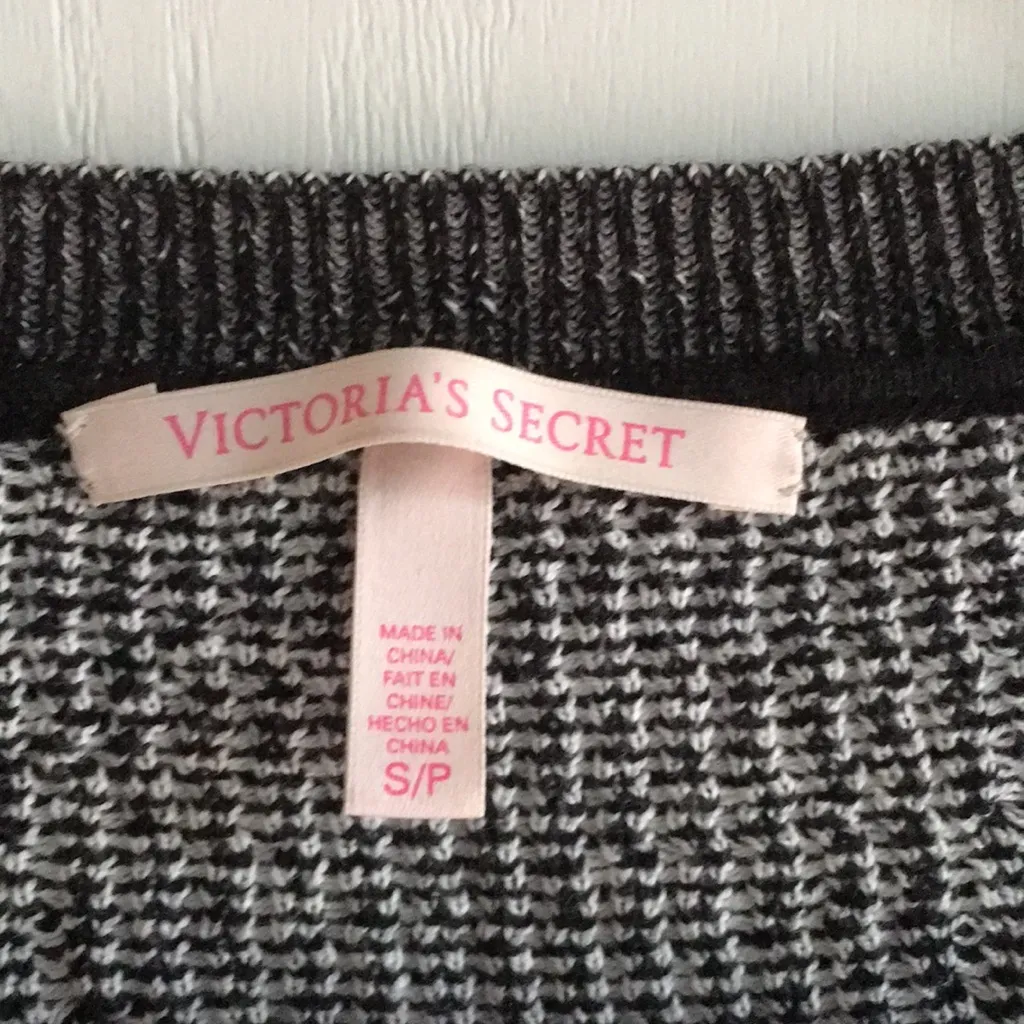 VICTORIA'S SECRET
MADE IN
CHINA/
FAIT EN
CHINE/
HECHO EN
CHINA
S/P